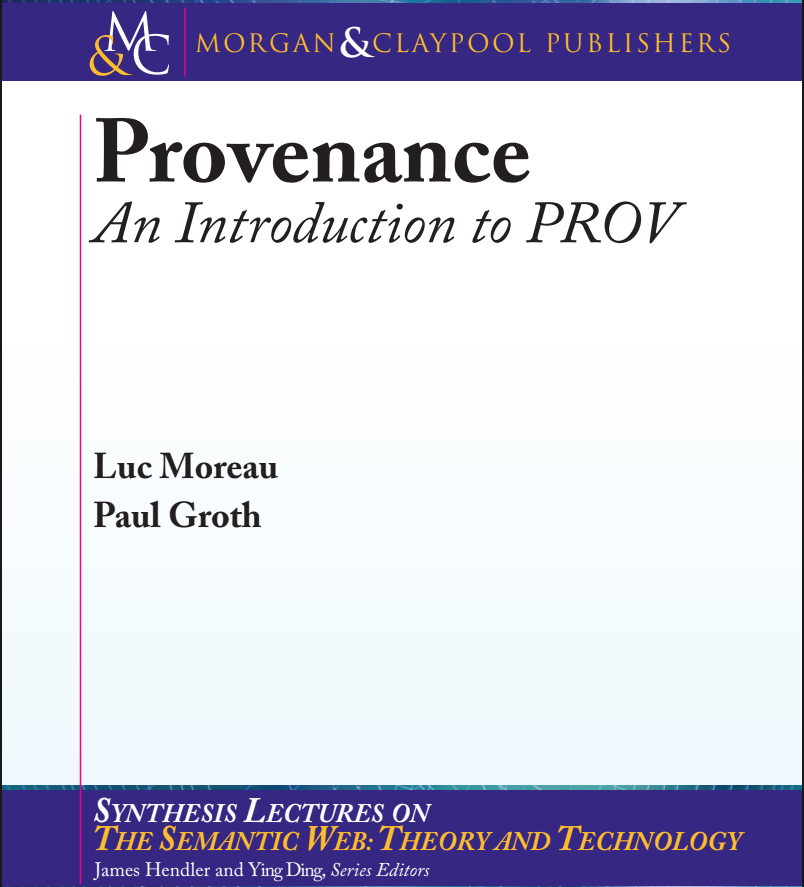 M&C MORGAN&CLAYPOOL PUBLISHERS
Provenance
An Introduction to PROV
Luc Moreau
Paul Groth
SYNTHESIS LECTURES ON
THE SEMANTIC WEB: THEORY AND TECHNOLOGY
James Hendler and Ying Ding, Series Editors